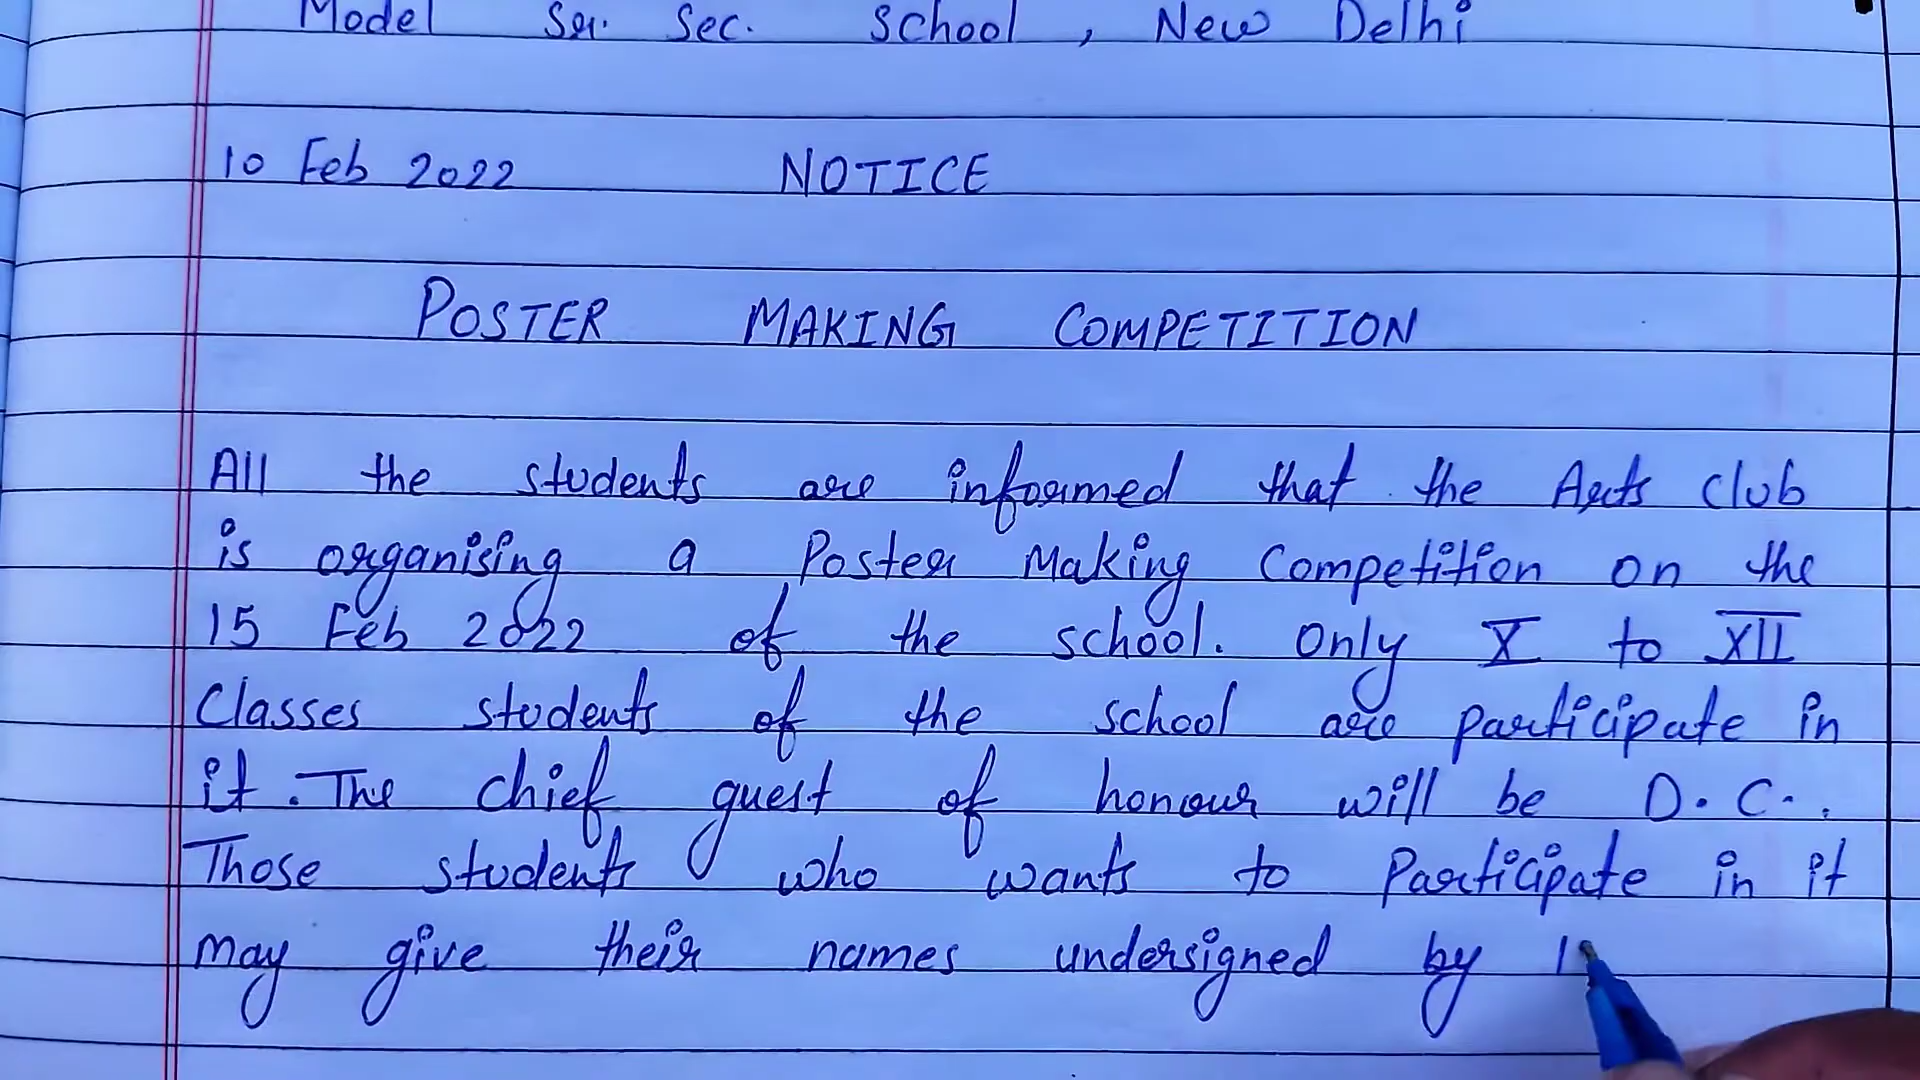 Model Sr. Sec. School, New Delhi
10 Feb 2022 NOTICE
POSTER MAKING COMPETITION
All the students are informed that the Arts club
is organising a Poster Making Competition on the
15 Feb 2022 of the school. Only X to XII
Classes students of the school are participate in
it. The chief guest of honour will be D.C..
Those students who wants to Participate in it
may give their names undersigned by 1